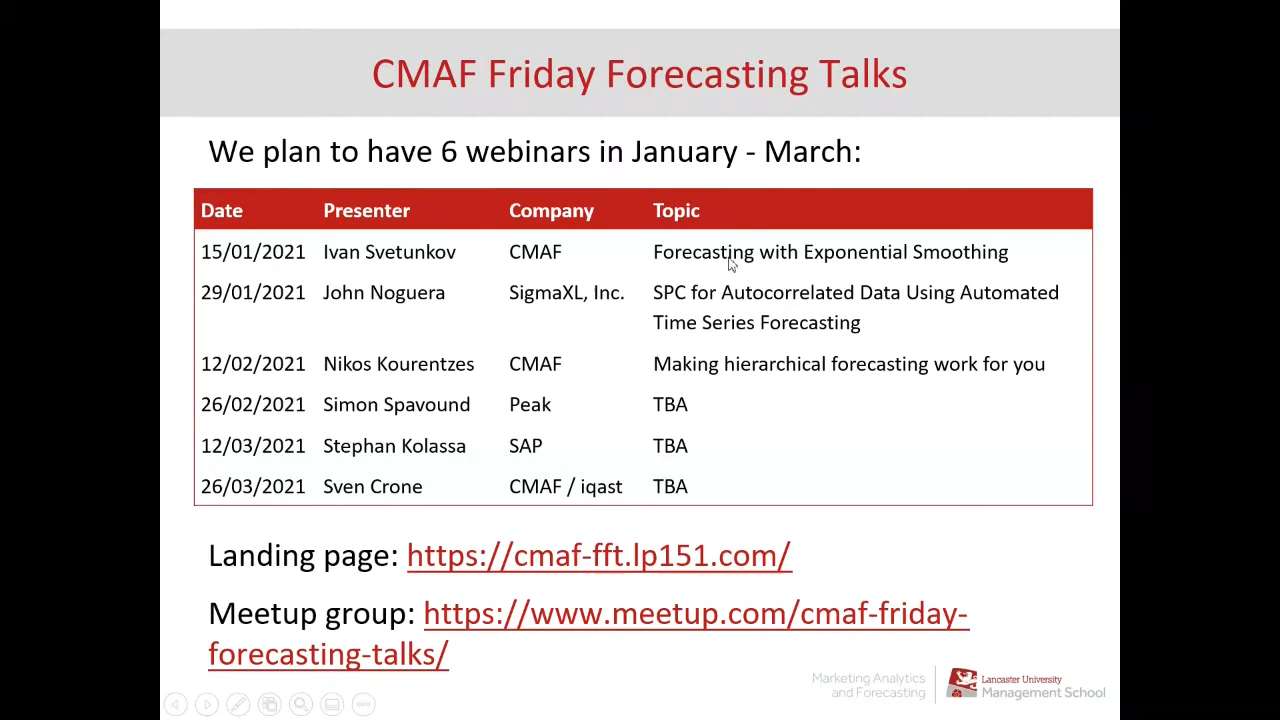 CMAF Friday Forecasting Talks
We plan to have 6 webinars in January - March:
Date Presenter Company Topic
15/01/2021 Ivan Svetunkov CMAF Forecasting with Exponential Smoothing
29/01/2021 John Noguera SigmaXL, Inc. SPC for Autocorrelated Data Using Automated
Time Series Forecasting
12/02/2021 Nikos Kourentzes CMAF Making hierarchical forecasting work for you
26/02/2021 Simon Spavound Peak TBA
12/03/2021 Stephan Kolassa SAP TBA
26/03/2021 Sven Crone CMAF / iqast TBA
Landing page: https://cmaf-fft.lp151.com/
Meetup group: https://www.meetup.com/cmaf-friday-
forecasting-talks/
Marketing Analytics
and Forecasting
Lancaster University
Management School